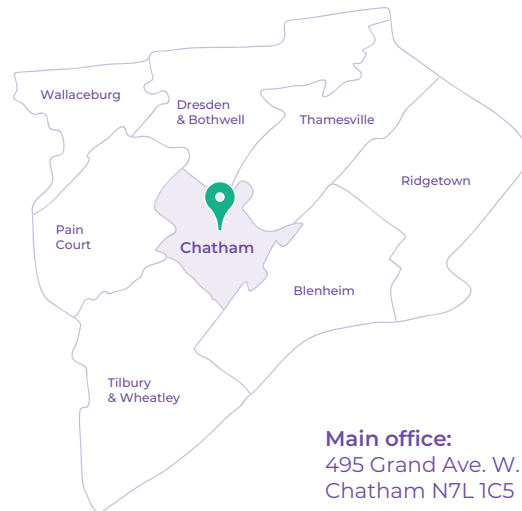 Wallaceburg
Dresden
& Bothwell
Thamesville
Ridgetown
Pain
Court
Chatham
Blenheim
Tilbury
& Wheatley
Main office:
495 Grand Ave. W.
Chatham N7L 1C5